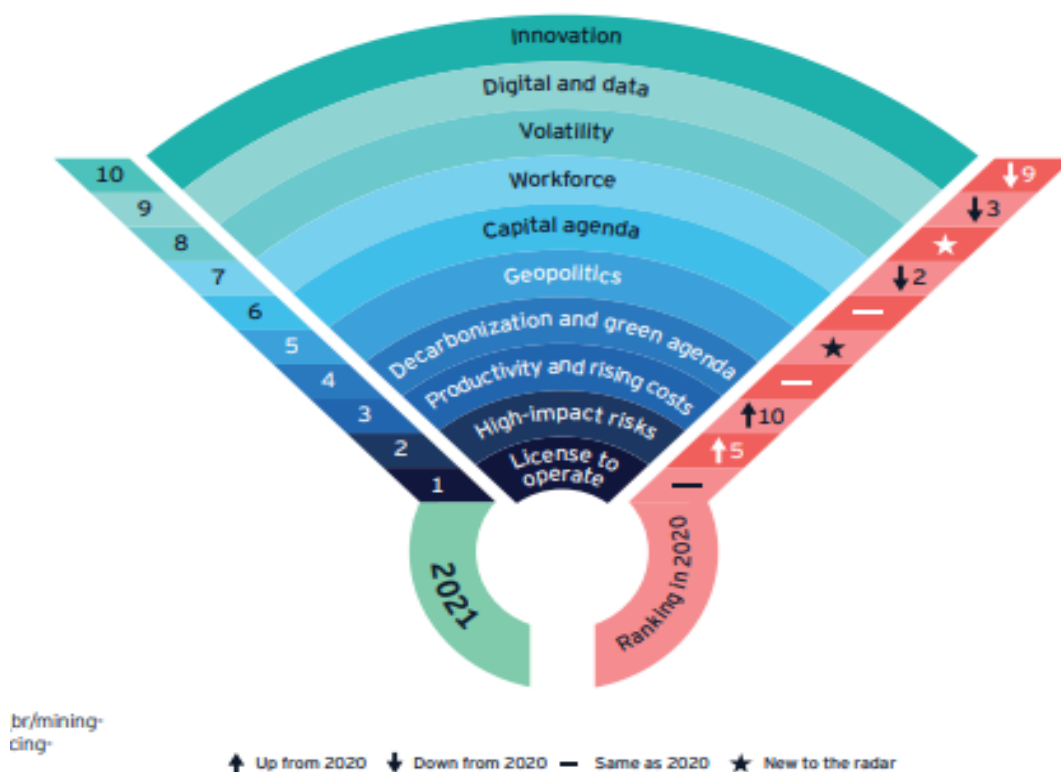 Innovation
Digital and data
Volatility
Workforce
Capital agenda
Geopolitics
Decarbonization and green agenda
Productivity and rising costs
High-impact risks
License to
operate
10
9
8
7
6
5
4
3
2
1
9
3
2
10
5
2021
Ranking in 2020
br/mining-
cing-
Up from 2020
Down from 2020
Same as 2020
New to the radar